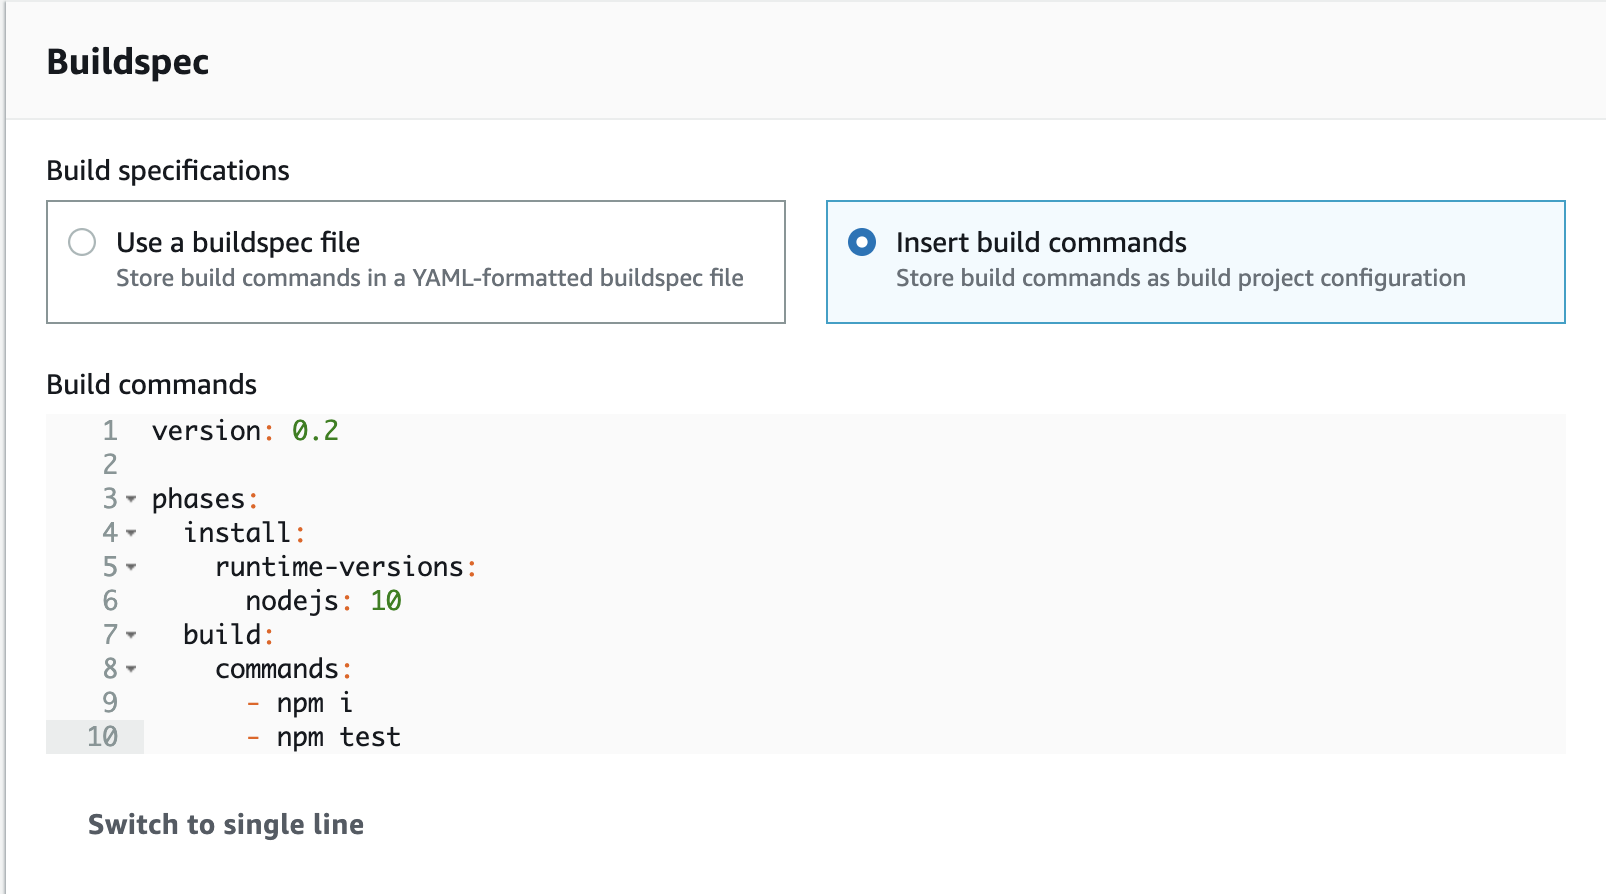 Buildspec
Build specifications
Use a buildspec file
Store build commands in a YAML-formatted buildspec file
Insert build commands
Store build commands as build project configuration
Build commands
1 version: 0.2
2
3 phases:
4   install:
5     runtime-versions:
6       nodejs: 10
7   build:
8     commands:
9       - npm i
10       - npm test
Switch to single line